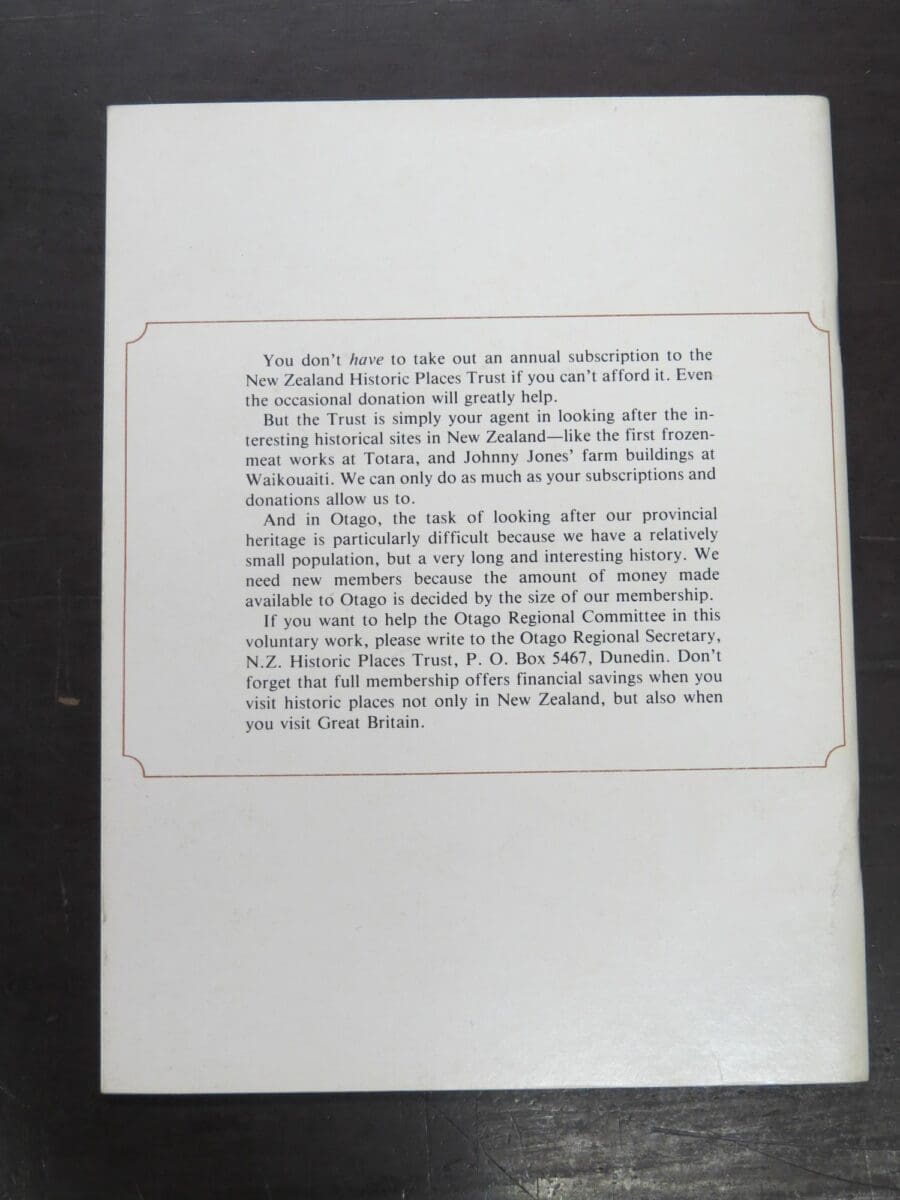 You don't have to take out an annual subscription to the
New Zealand Historic Places Trust if you can't afford it. Even
the occasional donation will greatly help.
But the Trust is simply your agent in looking after the in-
teresting historical sites in New Zealand—like the first frozen-
meat works at Totara, and Johnny Jones' farm buildings at
Waikouaiti. We can only do as much as your subscriptions and
donations allow us to.
And in Otago, the task of looking after our provincial
heritage is particularly difficult because we have a relatively
small population, but a very long and interesting history. We
need new members because the amount of money made
available to Otago is decided by the size of our membership.
If you want to help the Otago Regional Committee in this
voluntary work, please write to the Otago Regional Secretary,
N.Z. Historic Places Trust, P. O. Box 5467, Dunedin. Don't
forget that full membership offers financial savings when you
visit historic places not only in New Zealand, but also when
you visit Great Britain.